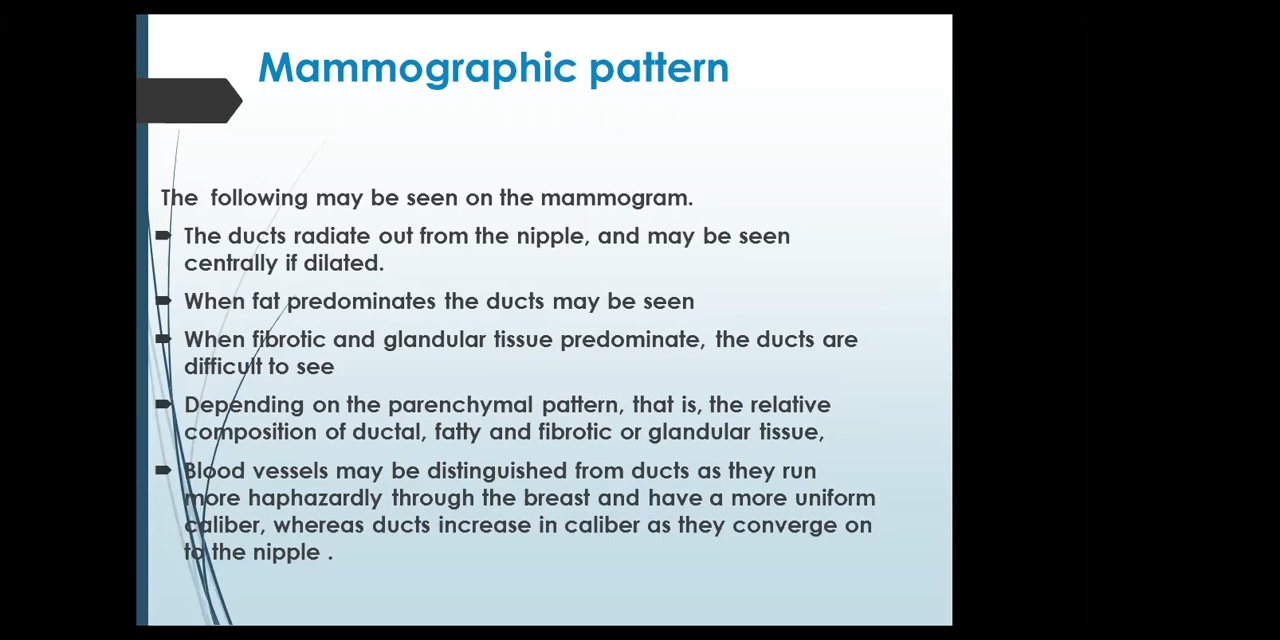 Mammographic pattern
The following may be seen on the mammogram.
The ducts radiate out from the nipple, and may be seen
centrally if dilated.
When fat predominates the ducts may be seen
When fibrotic and glandular tissue predominate, the ducts are
difficult to see
Depending on the parenchymal pattern, that is, the relative
composition of ductal, fatty and fibrotic or glandular tissue,
Blood vessels may be distinguished from ducts as they run
more haphazardly through the breast and have a more uniform
caliber, whereas ducts increase in caliber as they converge on
to the nipple .